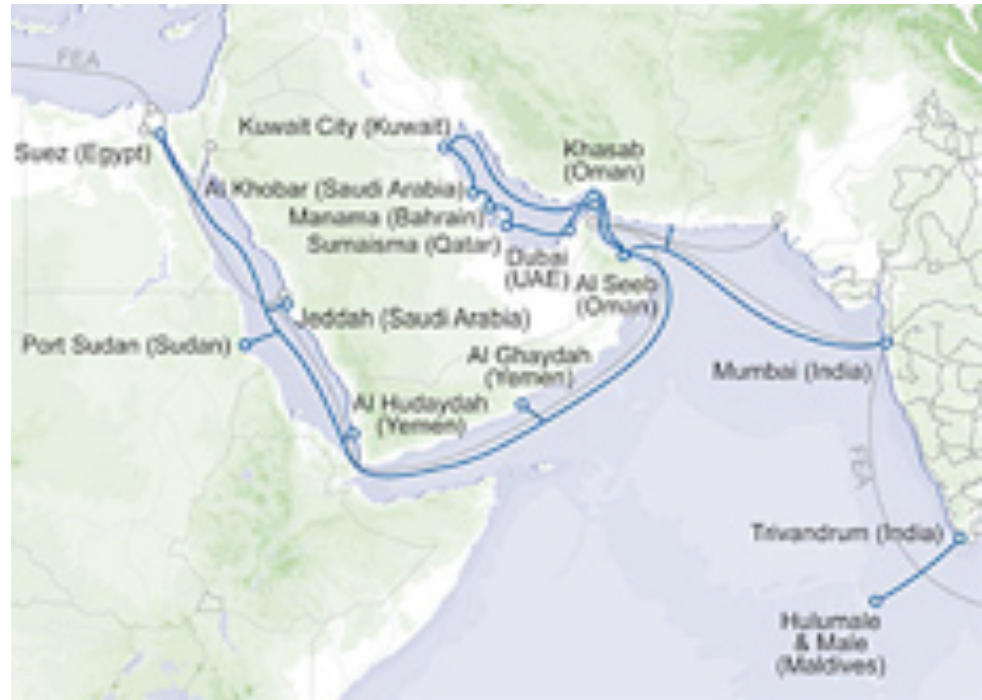 FEA
Suez (Egypt)
Kuwait City (Kuwait)
Khasab
(Oman)
Al Khobar (Saudi Arabia)
Manama (Bahrain)
Sumaisma (Qatar)
Dubai
(UAE)
Al Seeb
(Oman)
Jeddah (Saudi Arabia)
Port Sudan (Sudan)
Al Ghaydah
(Yemen)
Mumbai (India)
Al Hudaydah
(Yemen)
FEA
Trivandrum (India)
Hulumale
& Male
(Maldives)